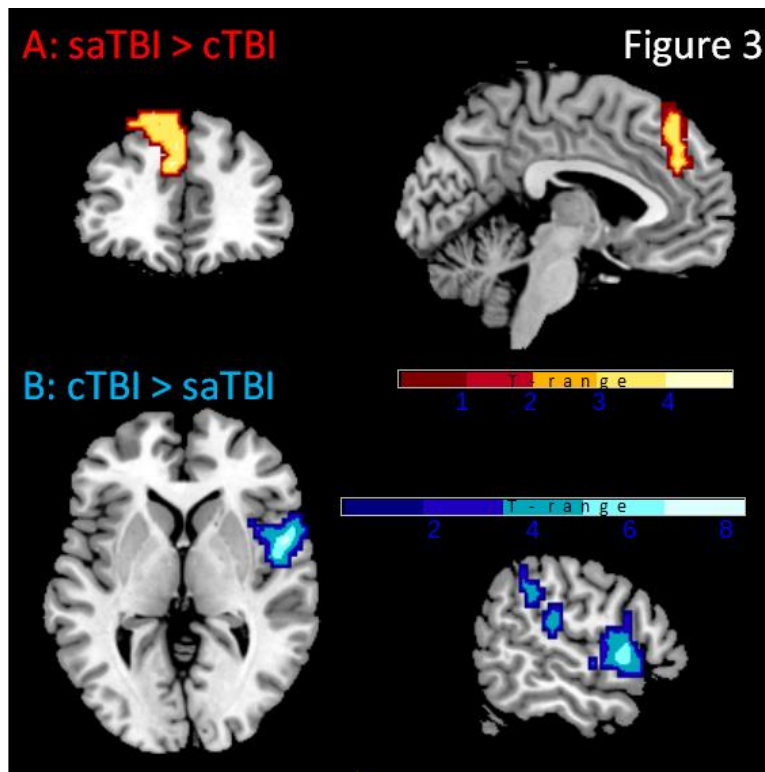 A: saTBI > cTBI
Figure 3
T-range
1 2 3 4
B: cTBI > saTBI
T-range
2 4 6 8